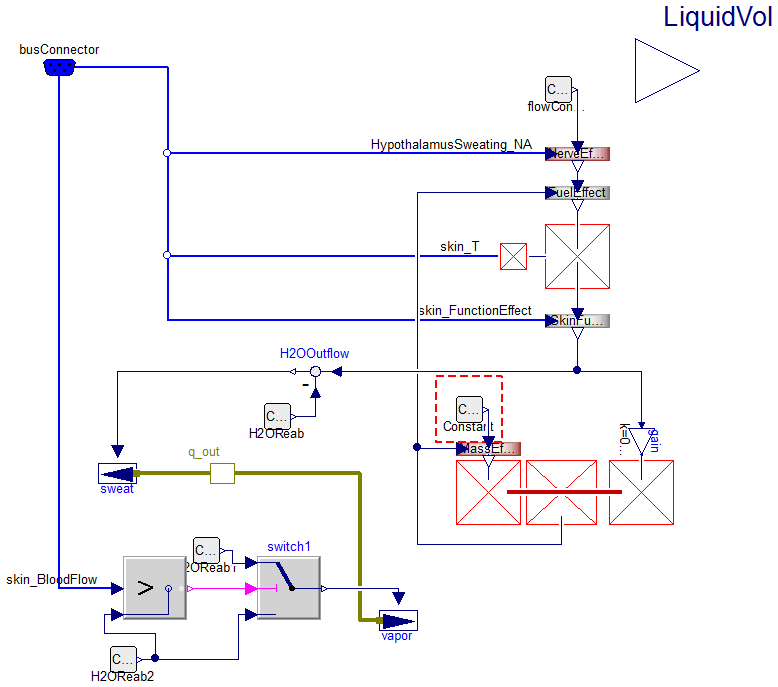 LiquidVol
busConnector
C...
flowCon...
HypothalamusSweating_NA
NerveEf...
FuelEffect
skin_T
skin_FunctionEffect
SkinFu...
H2OOutflow
-
C...
H2OReab
C...
Constant
MassEf...
k=0...
gain
q_out
sweat
C...
switch1
skin_BloodFlow
>
C...
H2OReab2
vapor